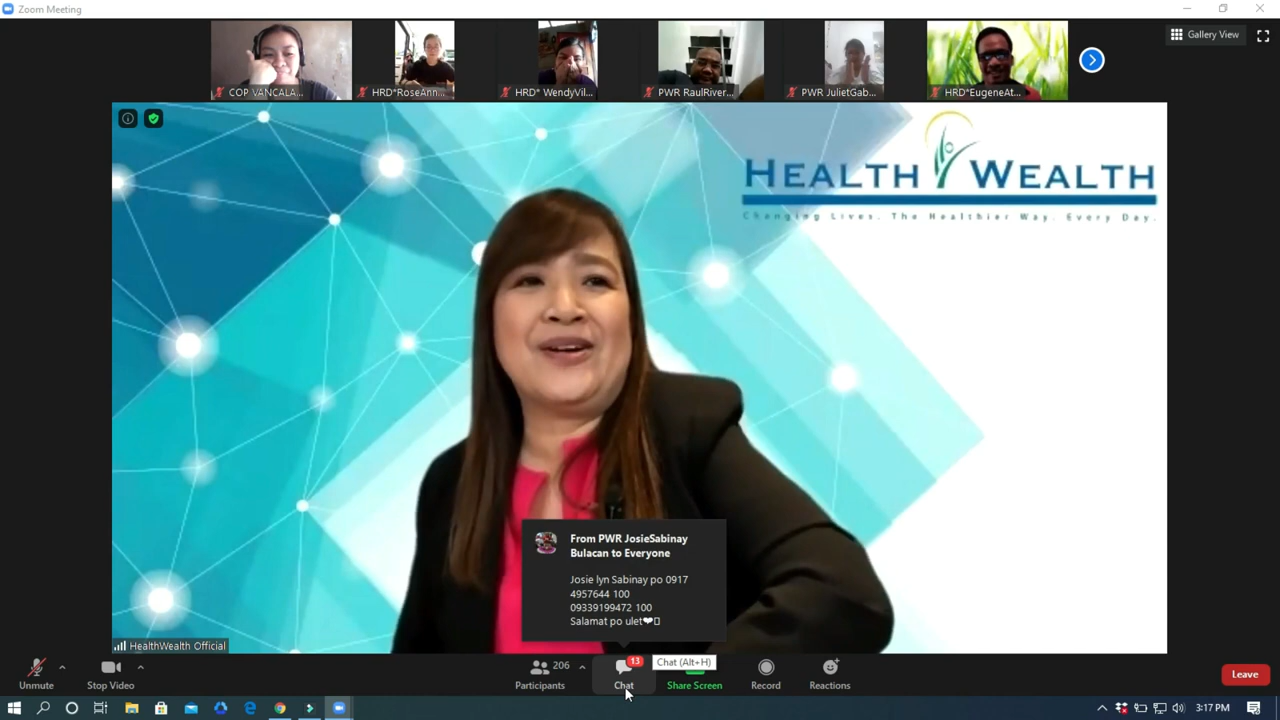 Zoom Meeting
Gallery View
COP VANCALA...
HRD*RoseAnn...
HRD* WendyVil...
PWR RaulRiver...
PWR JulietGab...
HRD*EugeneAt...
HEALTH WEALTH
Changing Lives. The Healthier Way. Every Day.
From PWR JosieSabinay
Bulacan to Everyone
Josie lyn Sabinay po 0917
4957644 100
09339199472 100
Salamat po ulet❤
HealthWealth Official
206
13
Chat (Alt+H)
Unmute
Stop Video
Participants
Chat
Share Screen
Record
Reactions
Leave
3:17 PM